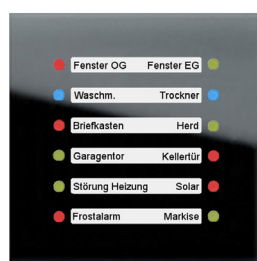 Fenster OG Fenster EG
Waschm. Trockner
Briefkasten Herd
Garagentor Kellertür
Störung Heizung Solar
Frostalarm Markise